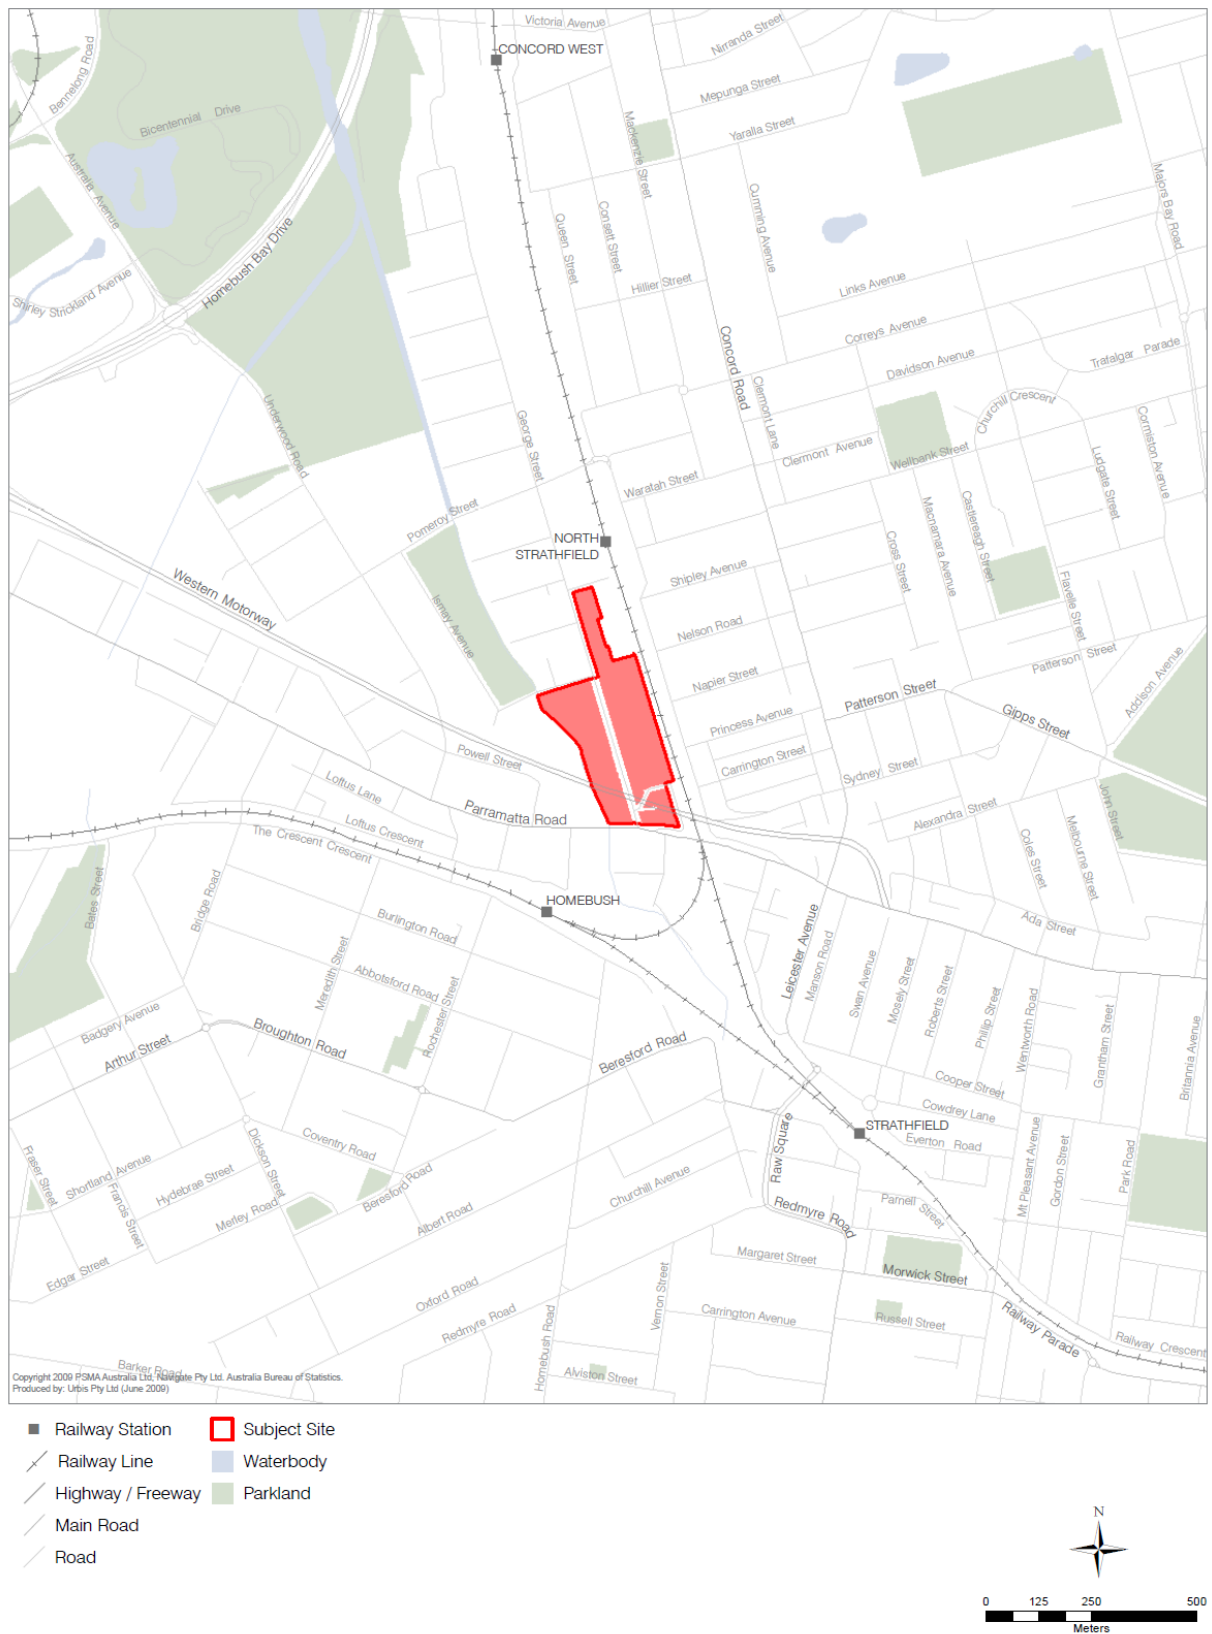 Victoria Avenue
Nirranda Street
CONCORD WEST
Bennelong Road
Mepunga Street
Bicentennial Drive
Yaralla Street
Mackenzie Street
Australia Avenue
Majors Bay Road
Cumming Avenue
Queen Street
Consett Street
Homebush Bay Drive
Shirley Strickland Avenue
Hillier Street
Links Avenue
Correys Avenue
Concord Road
Davidson Avenue
Trafalgar Parade
Clermont Lane
Churchill Crescent
Underwood Road
George Street
Cormiston Avenue
Clermont Avenue
Wellbank Street
Ludgate Street
Waratah Street
Pomeroy Street
Macnamara Avenue
Castlereagh Street
NORTH
STRATHFIELD
Cross Street
Shipley Avenue
Western Motorway
Ismay Avenue
Flavelle Street
Nelson Road
Patterson Street
Napier Street
Addison Avenue
Patterson Street
Gipps Street
Princess Avenue
Powell Street
Carrington Street
Sydney Street
Loftus Lane
John Street
Parramatta Road
Alexandra Street
Loftus Crescent
The Crescent Crescent
Coles Street
Melbourne Street
Bates Street
Bridge Road
HOMEBUSH
Burlington Road
Ada Street
Leicester Avenue
Manson Road
Meredith Street
Abbotsford Road
Swan Avenue
Mosely Street
Roberts Street
Phillip Street
Wentworth Road
Rochester Street
Badgery Avenue
Arthur Street
Broughton Road
Beresford Road
Grantham Street
Britannia Avenue
Cooper Street
Cowdrey Lane
STRATHFIELD
Everton Road
Raw Square
Coventry Road
Dickson Street
Fraser Street
Shortland Avenue
Hydebrae Street
Francis Street
Merley Road
Beresford Road
Albert Road
Churchill Avenue
Mt Pleasant Avenue
Gordon Street
Park Road
Parnell Street
Redmyre Road
Edgar Street
Margaret Street
Morwick Street
Oxford Road
Vernon Street
Redmyre Road
Homebush Road
Carrington Avenue
Russell Street
Railway Parade
Railway Crescent
Barker Road
Alviston Street
Copyright 2009 PSMA Australia Ltd, Navigate Pty Ltd. Australia Bureau of Statistics.
Produced by: Urbis Pty Ltd (June 2009)
Railway Station
Subject Site
Railway Line
Waterbody
Highway / Freeway
Parkland
Main Road
Road
N
0 125 250 500
Meters